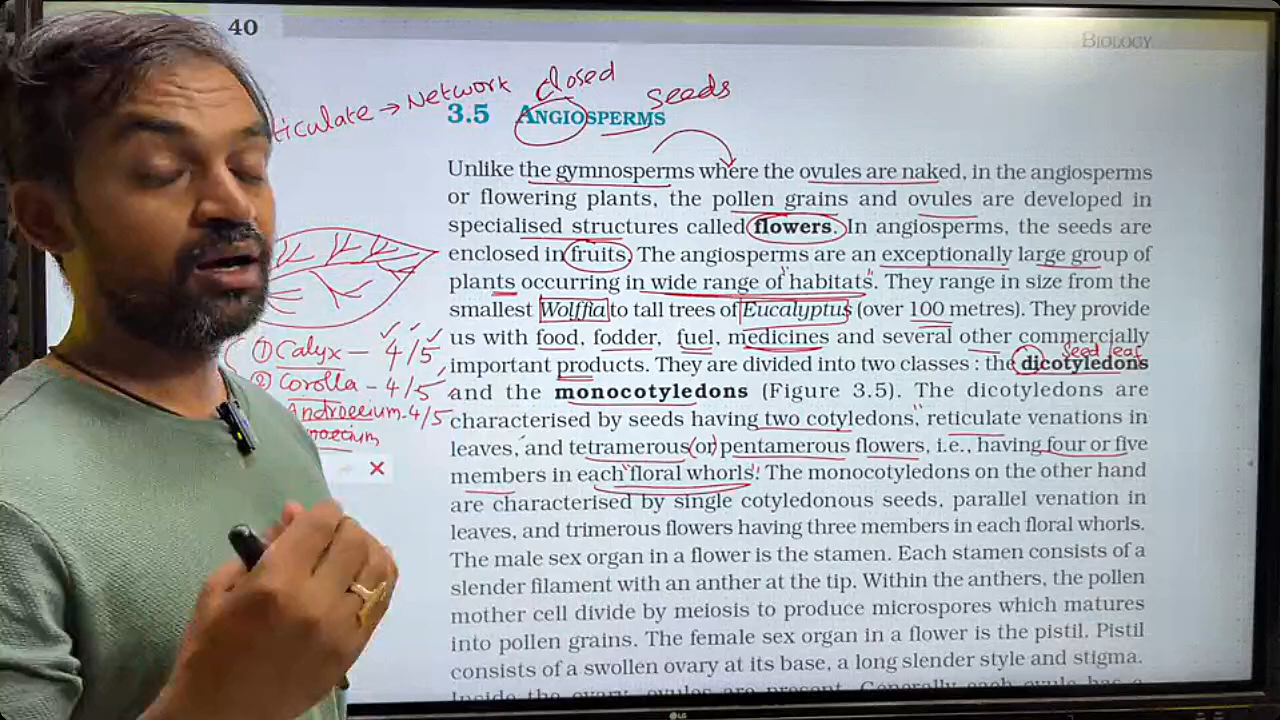 40
BIOLOGY
ticulate → Network
closed
seeds
3.5 ANGIOSPERMS
Unlike the gymnosperms where the ovules are naked, in the angiosperms
or flowering plants, the pollen grains and ovules are developed in
specialised structures called flowers. In angiosperms, the seeds are
enclosed in fruits. The angiosperms are an exceptionally large group of
plants occurring in wide range of habitats. They range in size from the
smallest Wolffia to tall trees of Eucalyptus (over 100 metres). They provide
us with food, fodder, fuel, medicines and several other commercially
important products. They are divided into two classes : the dicotyledons
seed leaf
and the monocotyledons (Figure 3.5). The dicotyledons are
characterised by seeds having two cotyledons, reticulate venations in
leaves, and tetramerous (or) pentamerous flowers, i.e., having four or five
members in each floral whorls. The monocotyledons on the other hand
are characterised by single cotyledonous seeds, parallel venation in
leaves, and trimerous flowers having three members in each floral whorls.
The male sex organ in a flower is the stamen. Each stamen consists of a
slender filament with an anther at the tip. Within the anthers, the pollen
mother cell divide by meiosis to produce microspores which matures
into pollen grains. The female sex organ in a flower is the pistil. Pistil
consists of a swollen ovary at its base, a long slender style and stigma.
Inside the ovary, ovules are present. Generally each ovule has a
① Calyx – 4/5
② Corolla – 4/5
Androecium - 4/5
noecium
LG